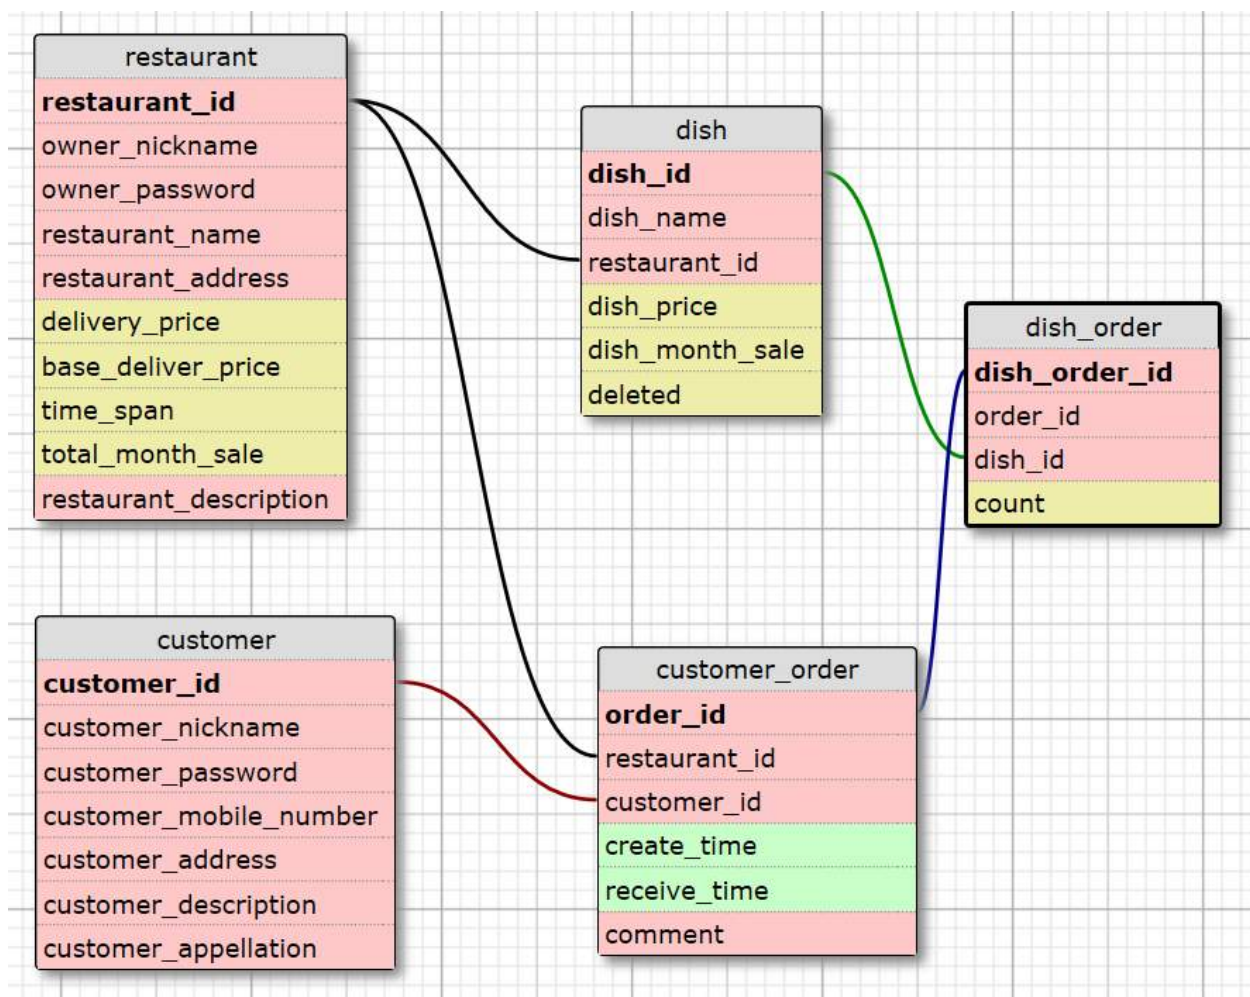 restaurant
restaurant_id
owner_nickname
owner_password
restaurant_name
restaurant_address
delivery_price
base_deliver_price
time_span
total_month_sale
restaurant_description
dish
dish_id
dish_name
restaurant_id
dish_price
dish_month_sale
deleted
dish_order
dish_order_id
order_id
dish_id
count
customer
customer_id
customer_nickname
customer_password
customer_mobile_number
customer_address
customer_description
customer_appellation
customer_order
order_id
restaurant_id
customer_id
create_time
receive_time
comment